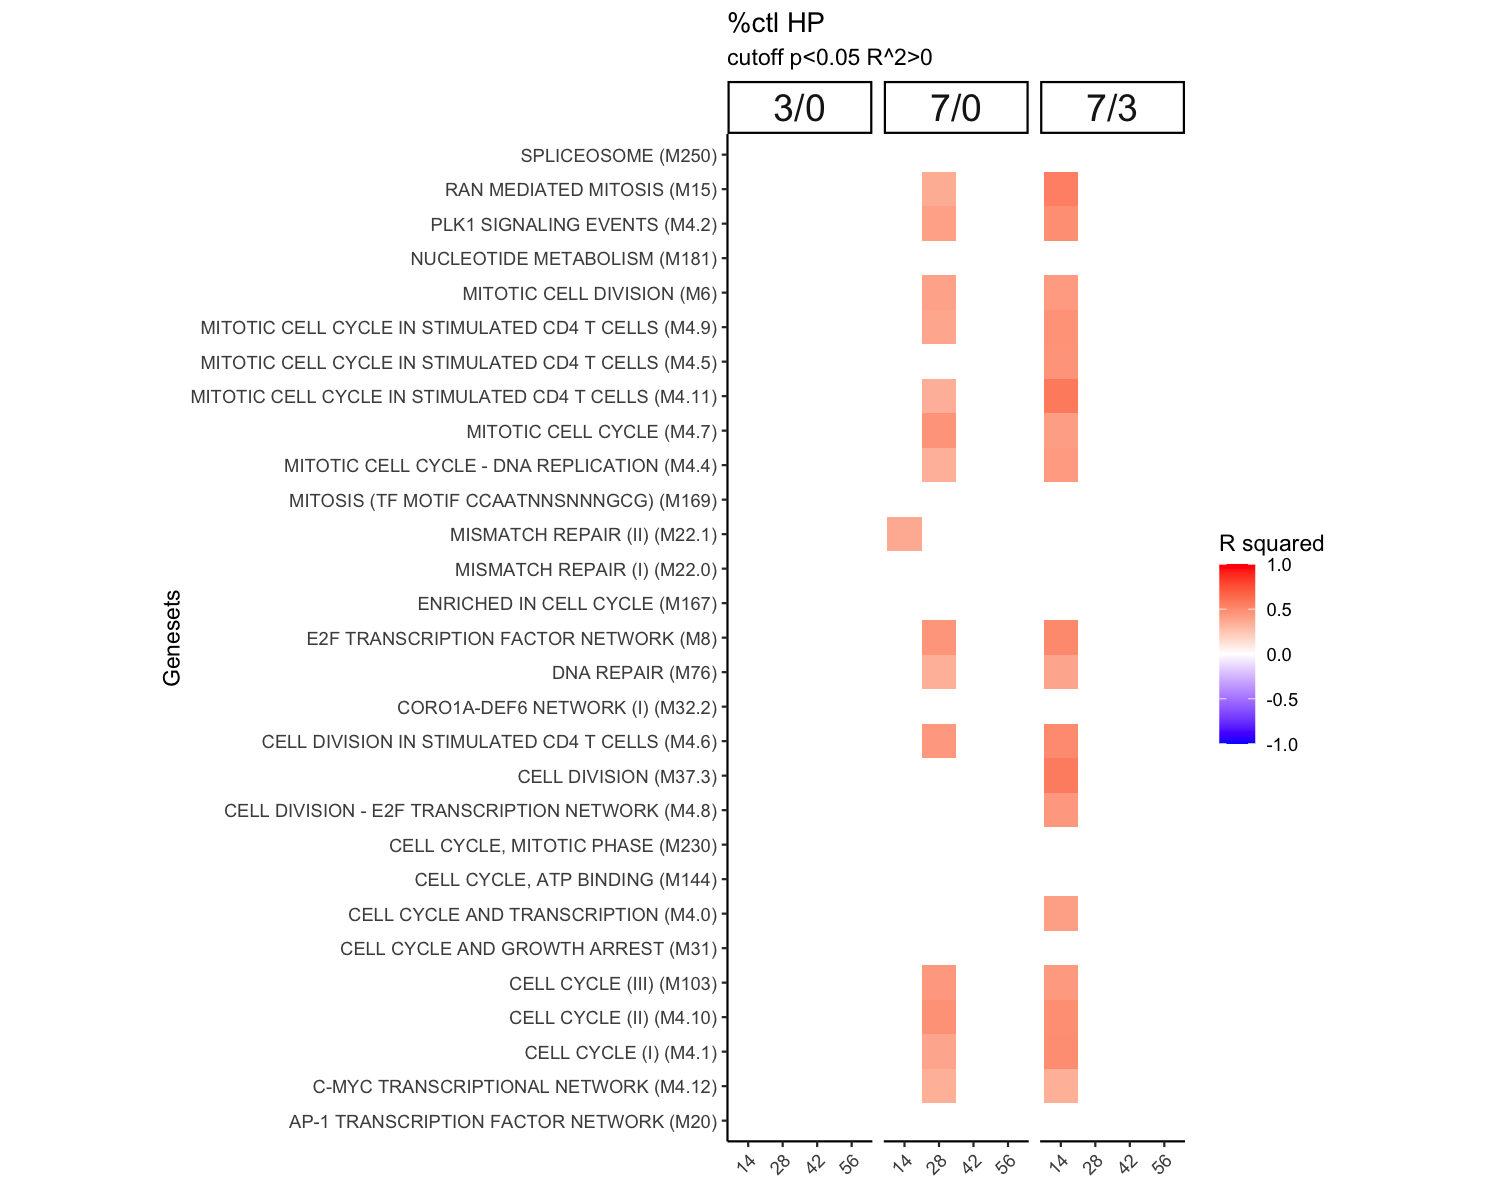 %ctl HP
cutoff p<0.05 R^2>0
3/0 7/0 7/3
SPLICEOSOME (M250)
RAN MEDIATED MITOSIS (M15)
PLK1 SIGNALING EVENTS (M4.2)
NUCLEOTIDE METABOLISM (M181)
MITOTIC CELL DIVISION (M6)
MITOTIC CELL CYCLE IN STIMULATED CD4 T CELLS (M4.9)
MITOTIC CELL CYCLE IN STIMULATED CD4 T CELLS (M4.5)
MITOTIC CELL CYCLE IN STIMULATED CD4 T CELLS (M4.11)
MITOTIC CELL CYCLE (M4.7)
MITOTIC CELL CYCLE - DNA REPLICATION (M4.4)
MITOSIS (TF MOTIF CCAATNNSNNNGCG) (M169)
MISMATCH REPAIR (II) (M22.1)
MISMATCH REPAIR (I) (M22.0)
ENRICHED IN CELL CYCLE (M167)
E2F TRANSCRIPTION FACTOR NETWORK (M8)
DNA REPAIR (M76)
CORO1A-DEF6 NETWORK (I) (M32.2)
CELL DIVISION IN STIMULATED CD4 T CELLS (M4.6)
CELL DIVISION (M37.3)
CELL DIVISION - E2F TRANSCRIPTION NETWORK (M4.8)
CELL CYCLE, MITOTIC PHASE (M230)
CELL CYCLE, ATP BINDING (M144)
CELL CYCLE AND TRANSCRIPTION (M4.0)
CELL CYCLE AND GROWTH ARREST (M31)
CELL CYCLE (III) (M103)
CELL CYCLE (II) (M4.10)
CELL CYCLE (I) (M4.1)
C-MYC TRANSCRIPTIONAL NETWORK (M4.12)
AP-1 TRANSCRIPTION FACTOR NETWORK (M20)
Genesets
14 28 42 56 14 28 42 56 14 28 42 56
R squared
1.0
0.5
0.0
-0.5
-1.0